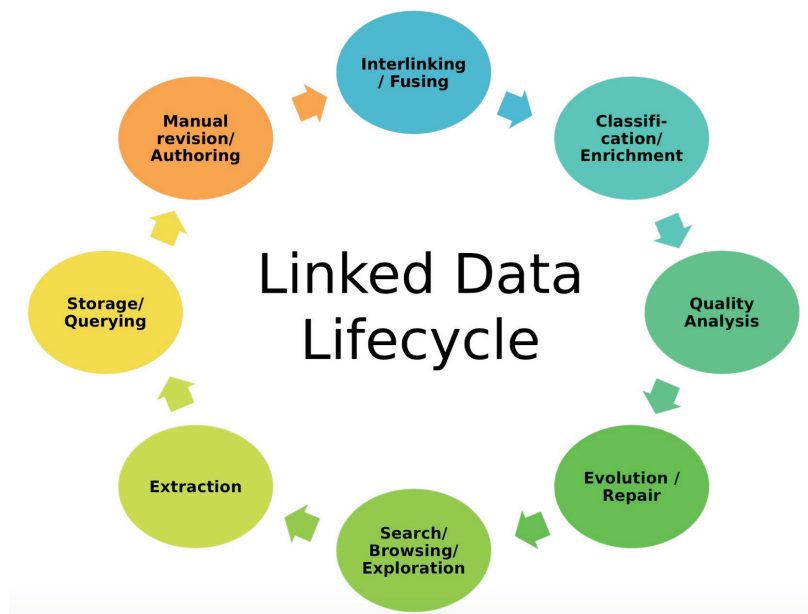 Interlinking
/ Fusing
Classifi-
cation/
Enrichment
Quality
Analysis
Evolution /
Repair
Search/
Browsing/
Exploration
Extraction
Storage/
Querying
Manual
revision/
Authoring
Linked Data
Lifecycle